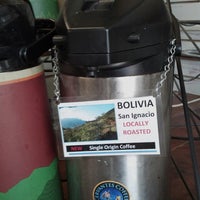 BOLIVIA
San Ignacio
LOCALLY
ROASTED
NEW
Single Origin Coffee